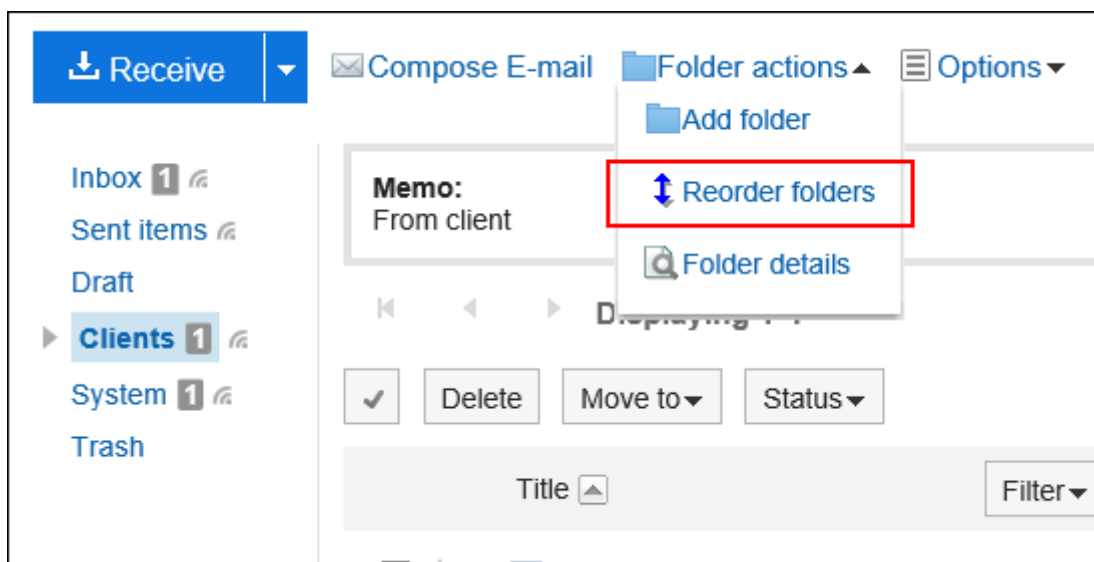 Receive
Compose E-mail
Folder actions
Options
Add folder
Reorder folders
Folder details
Inbox 1
Sent items
Draft
Clients 1
System 1
Trash
Memo:
From client
Delete
Move to
Status
Title
Filter